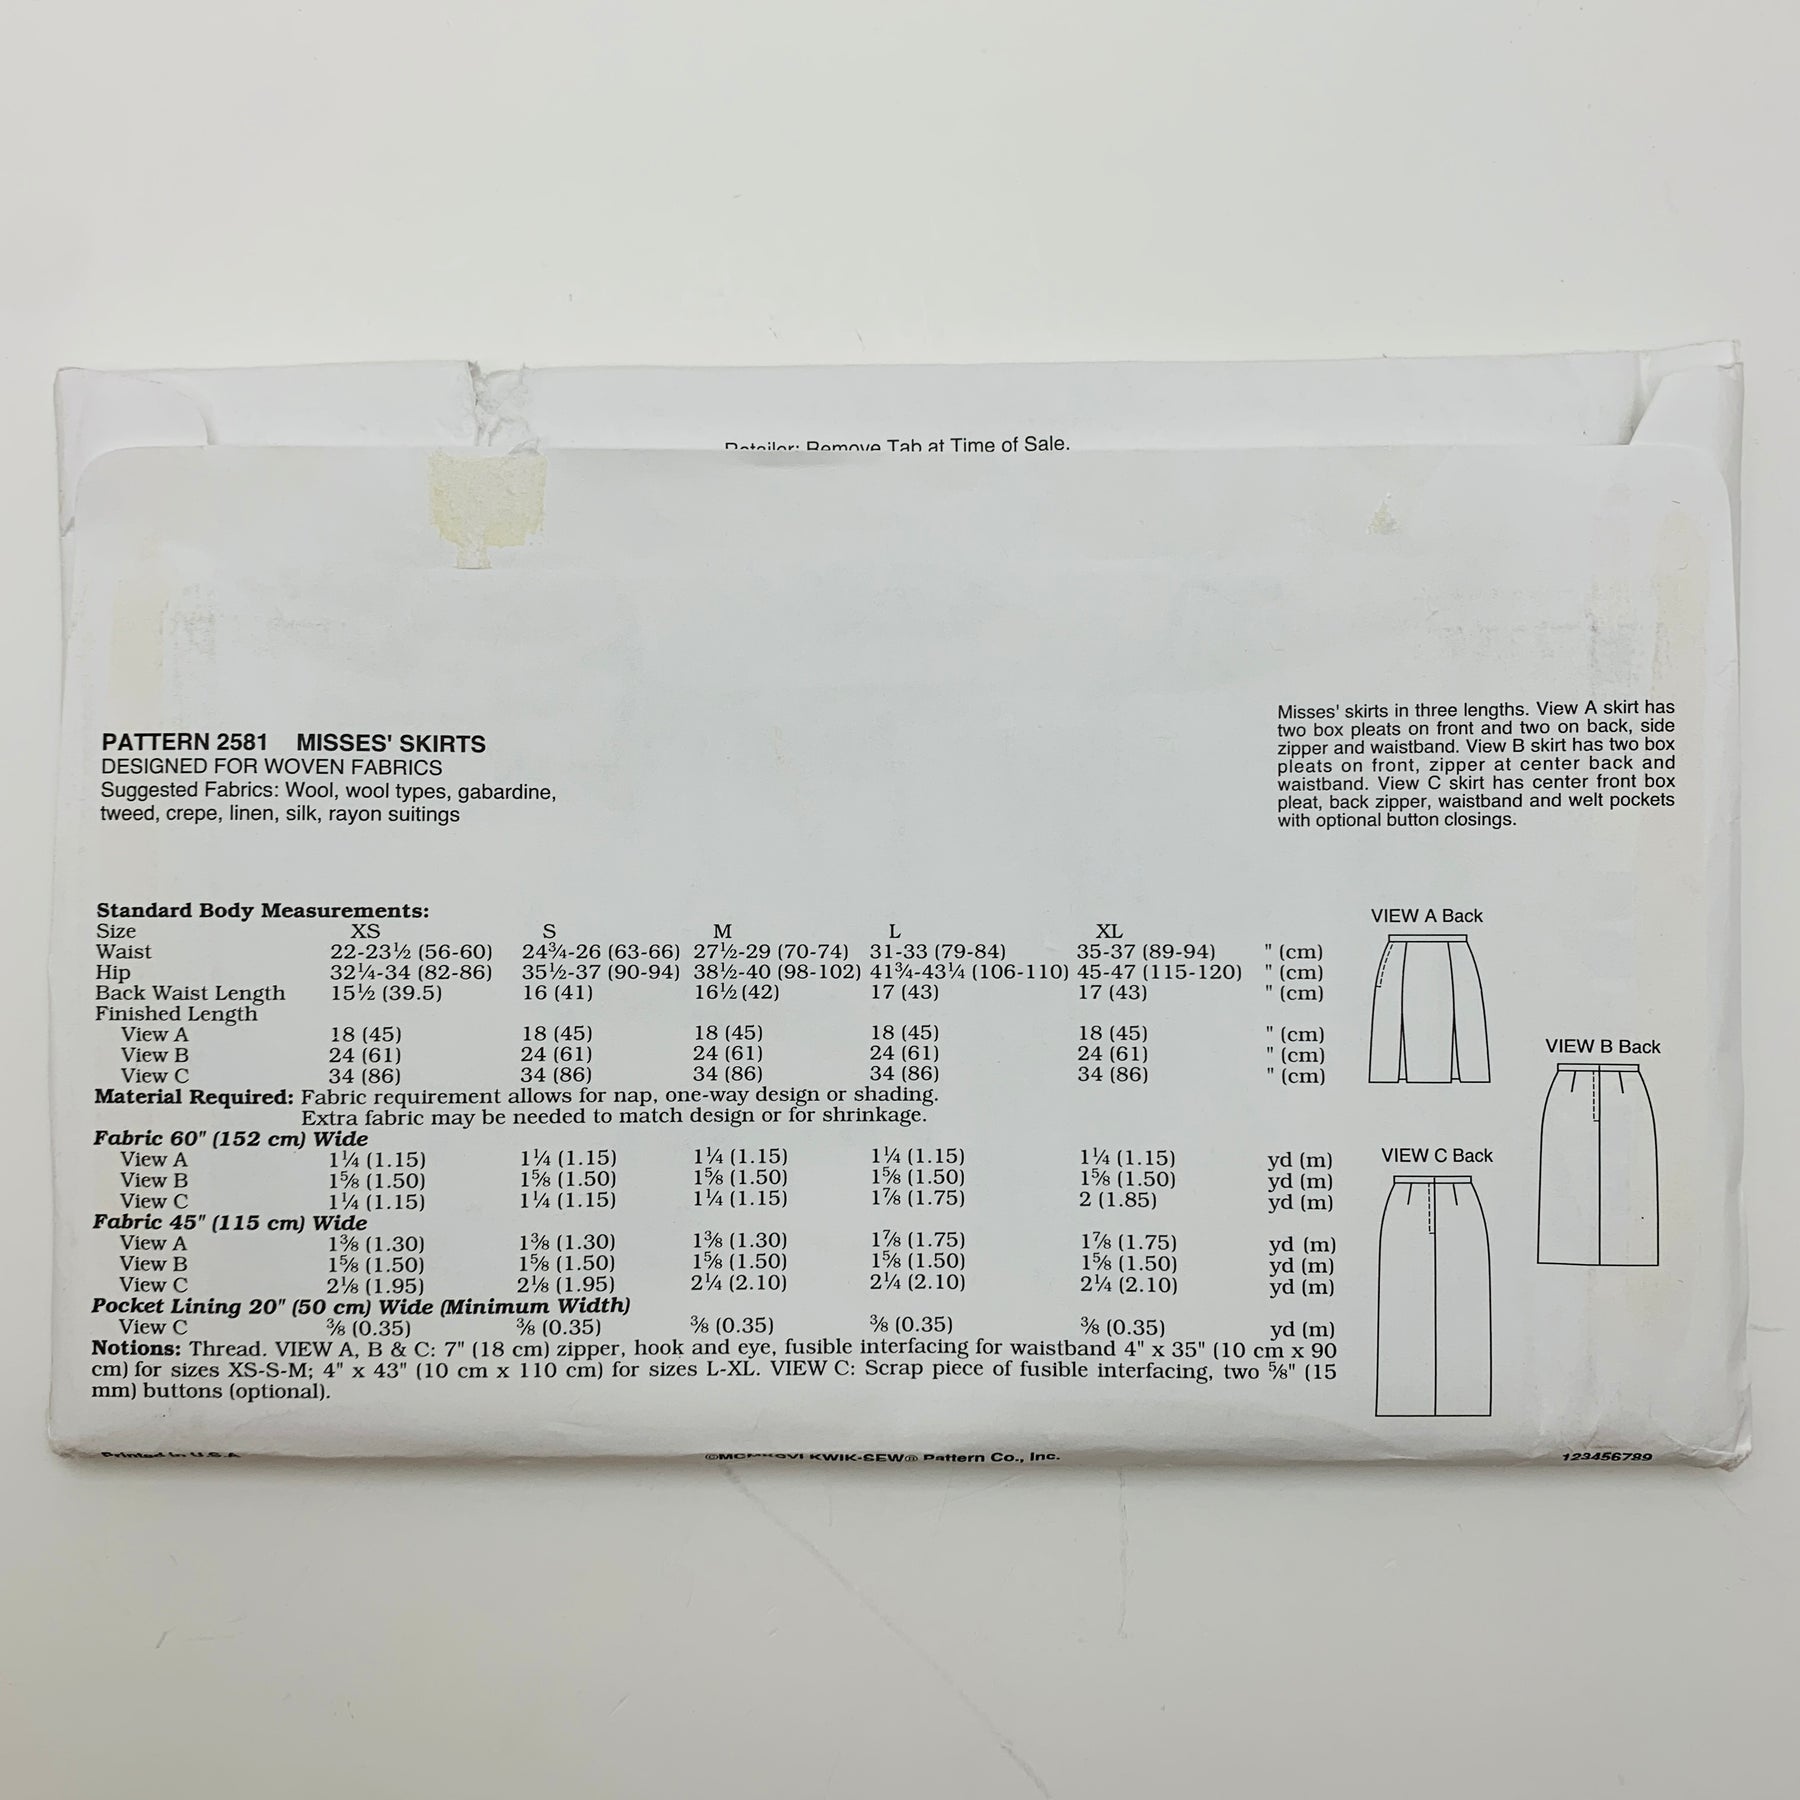 Retailer: Remove Tab at Time of Sale.
PATTERN 2581 MISSES' SKIRTS
DESIGNED FOR WOVEN FABRICS
Suggested Fabrics: Wool, wool types, gabardine,
tweed, crepe, linen, silk, rayon suitings
Misses' skirts in three lengths. View A skirt has
two box pleats on front and two on back, side
zipper and waistband. View B skirt has two box
pleats on front, zipper at center back and
waistband. View C skirt has center front box
pleat, back zipper, waistband and welt pockets
with optional button closings.
Standard Body Measurements:
Size XS S M L XL
Waist 22-23½ (56-60) 24¾-26 (63-66) 27½-29 (70-74) 31-33 (79-84) 35-37 (89-94) " (cm)
Hip 32¼-34 (82-86) 35½-37 (90-94) 38½-40 (98-102) 41¾-43¼ (106-110) 45-47 (115-120) " (cm)
Back Waist Length 15½ (39.5) 16 (41) 16½ (42) 17 (43) 17 (43) " (cm)
Finished Length
View A 18 (45) 18 (45) 18 (45) 18 (45) 18 (45) " (cm)
View B 24 (61) 24 (61) 24 (61) 24 (61) 24 (61) " (cm)
View C 34 (86) 34 (86) 34 (86) 34 (86) 34 (86) " (cm)
Material Required: Fabric requirement allows for nap, one-way design or shading.
Extra fabric may be needed to match design or for shrinkage.
Fabric 60" (152 cm) Wide
View A 1¼ (1.15) 1¼ (1.15) 1¼ (1.15) 1¼ (1.15) 1¼ (1.15) yd (m)
View B 1⅝ (1.50) 1⅝ (1.50) 1⅝ (1.50) 1⅝ (1.50) 1⅝ (1.50) yd (m)
View C 1¼ (1.15) 1¼ (1.15) 1¼ (1.15) 1⅞ (1.75) 2 (1.85) yd (m)
Fabric 45" (115 cm) Wide
View A 1⅜ (1.30) 1⅜ (1.30) 1⅜ (1.30) 1⅞ (1.75) 1⅞ (1.75) yd (m)
View B 1⅝ (1.50) 1⅝ (1.50) 1⅝ (1.50) 1⅝ (1.50) 1⅝ (1.50) yd (m)
View C 2⅛ (1.95) 2⅛ (1.95) 2¼ (2.10) 2¼ (2.10) 2¼ (2.10) yd (m)
Pocket Lining 20" (50 cm) Wide (Minimum Width)
View C ⅜ (0.35) ⅜ (0.35) ⅜ (0.35) ⅜ (0.35) ⅜ (0.35) yd (m)
Notions: Thread. VIEW A, B & C: 7" (18 cm) zipper, hook and eye, fusible interfacing for waistband 4" x 35" (10 cm x 90
cm) for sizes XS-S-M; 4" x 43" (10 cm x 110 cm) for sizes L-XL. VIEW C: Scrap piece of fusible interfacing, two ⅝" (15
mm) buttons (optional).
VIEW A Back
VIEW B Back
VIEW C Back
Printed in U.S.A
KWIK-SEW® Pattern Co., Inc.
123456789